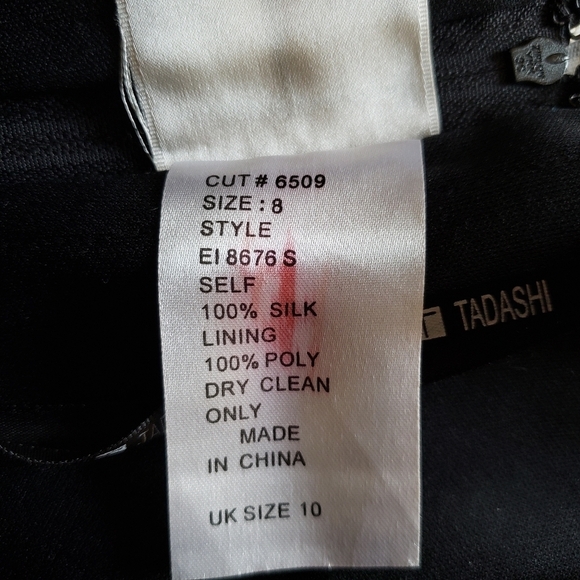 CUT # 6509
SIZE : 8
STYLE
EI 8676 S
SELF
100% SILK
LINING
100% POLY
DRY CLEAN
ONLY
MADE
IN CHINA
UK SIZE 10
T TADASHI